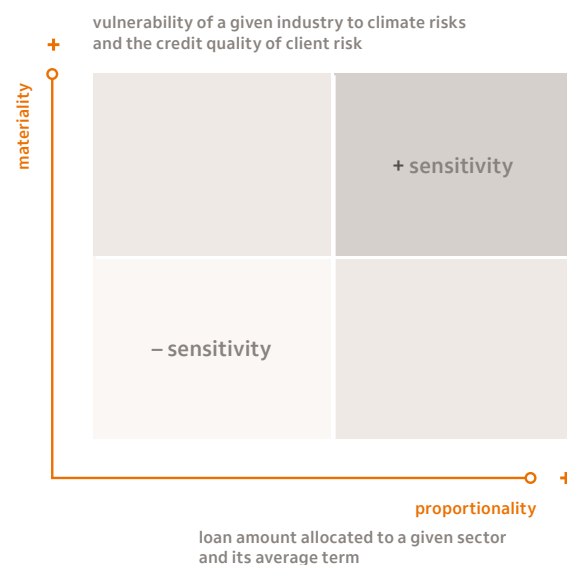 vulnerability of a given industry to climate risks
and the credit quality of client risk
+
materiality
+ sensitivity
– sensitivity
+
proportionality
loan amount allocated to a given sector
and its average term